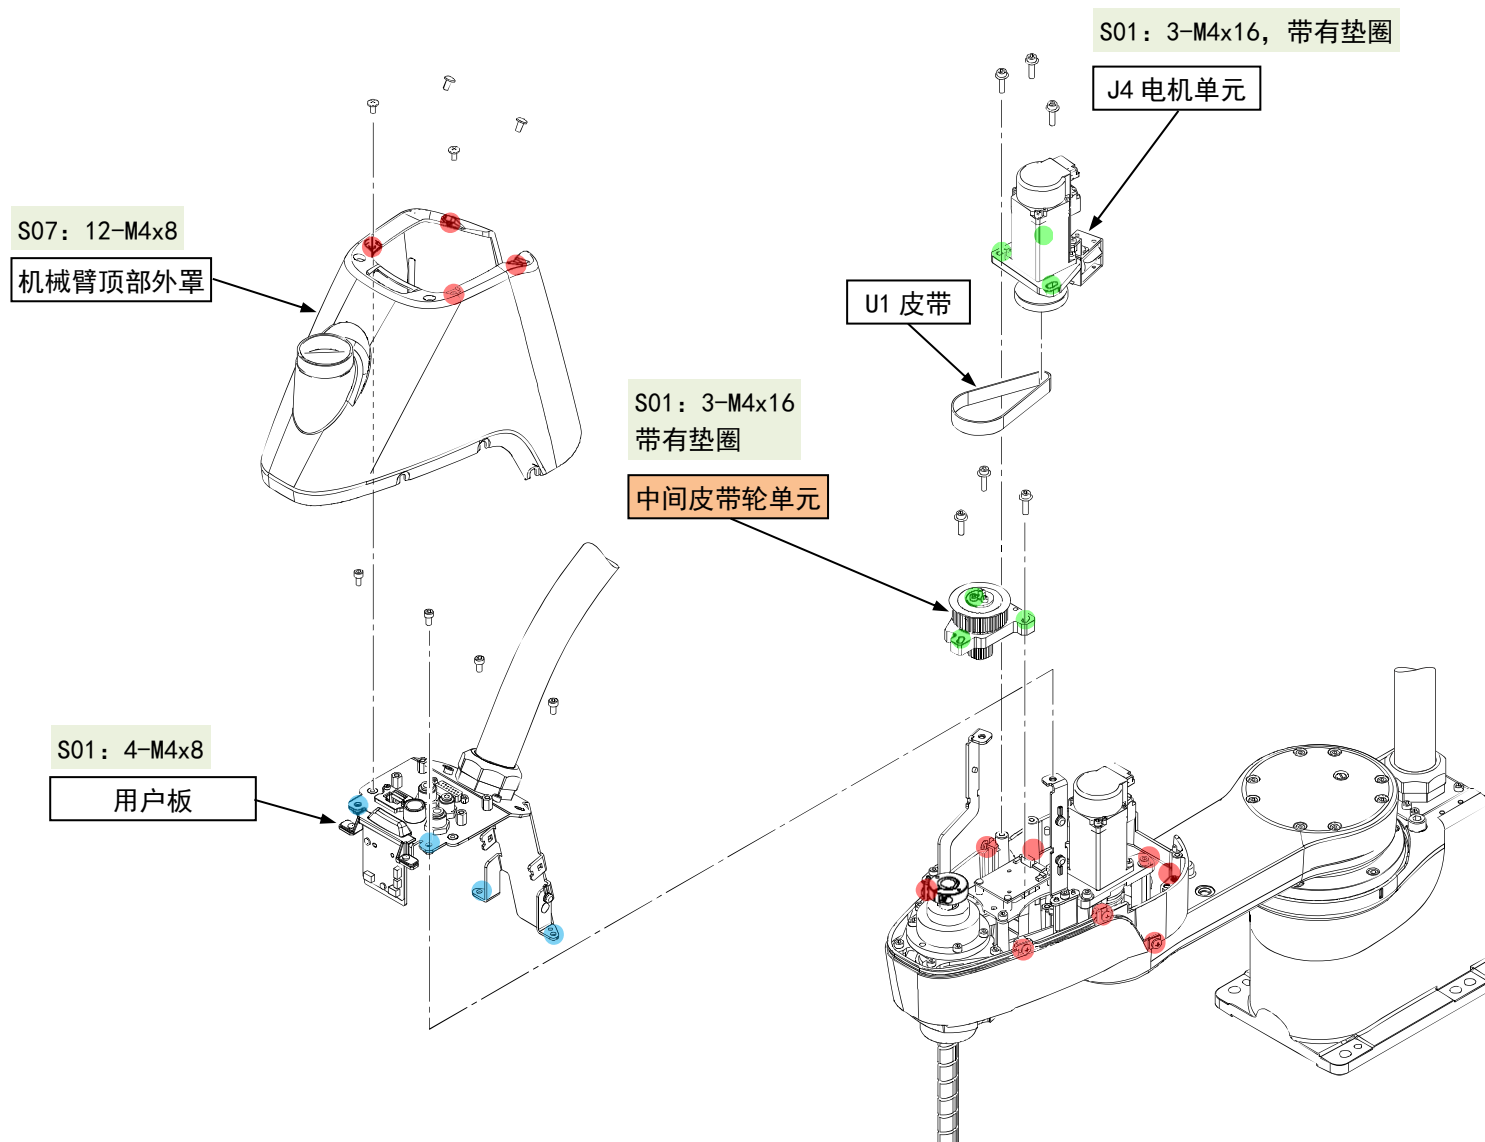 S01：3-M4x16，带有垫圈
J4 电机单元
S07：12-M4x8
机械臂顶部外罩
U1 皮带
S01：3-M4x16
带有垫圈
中间皮带轮单元
S01：4-M4x8
用户板